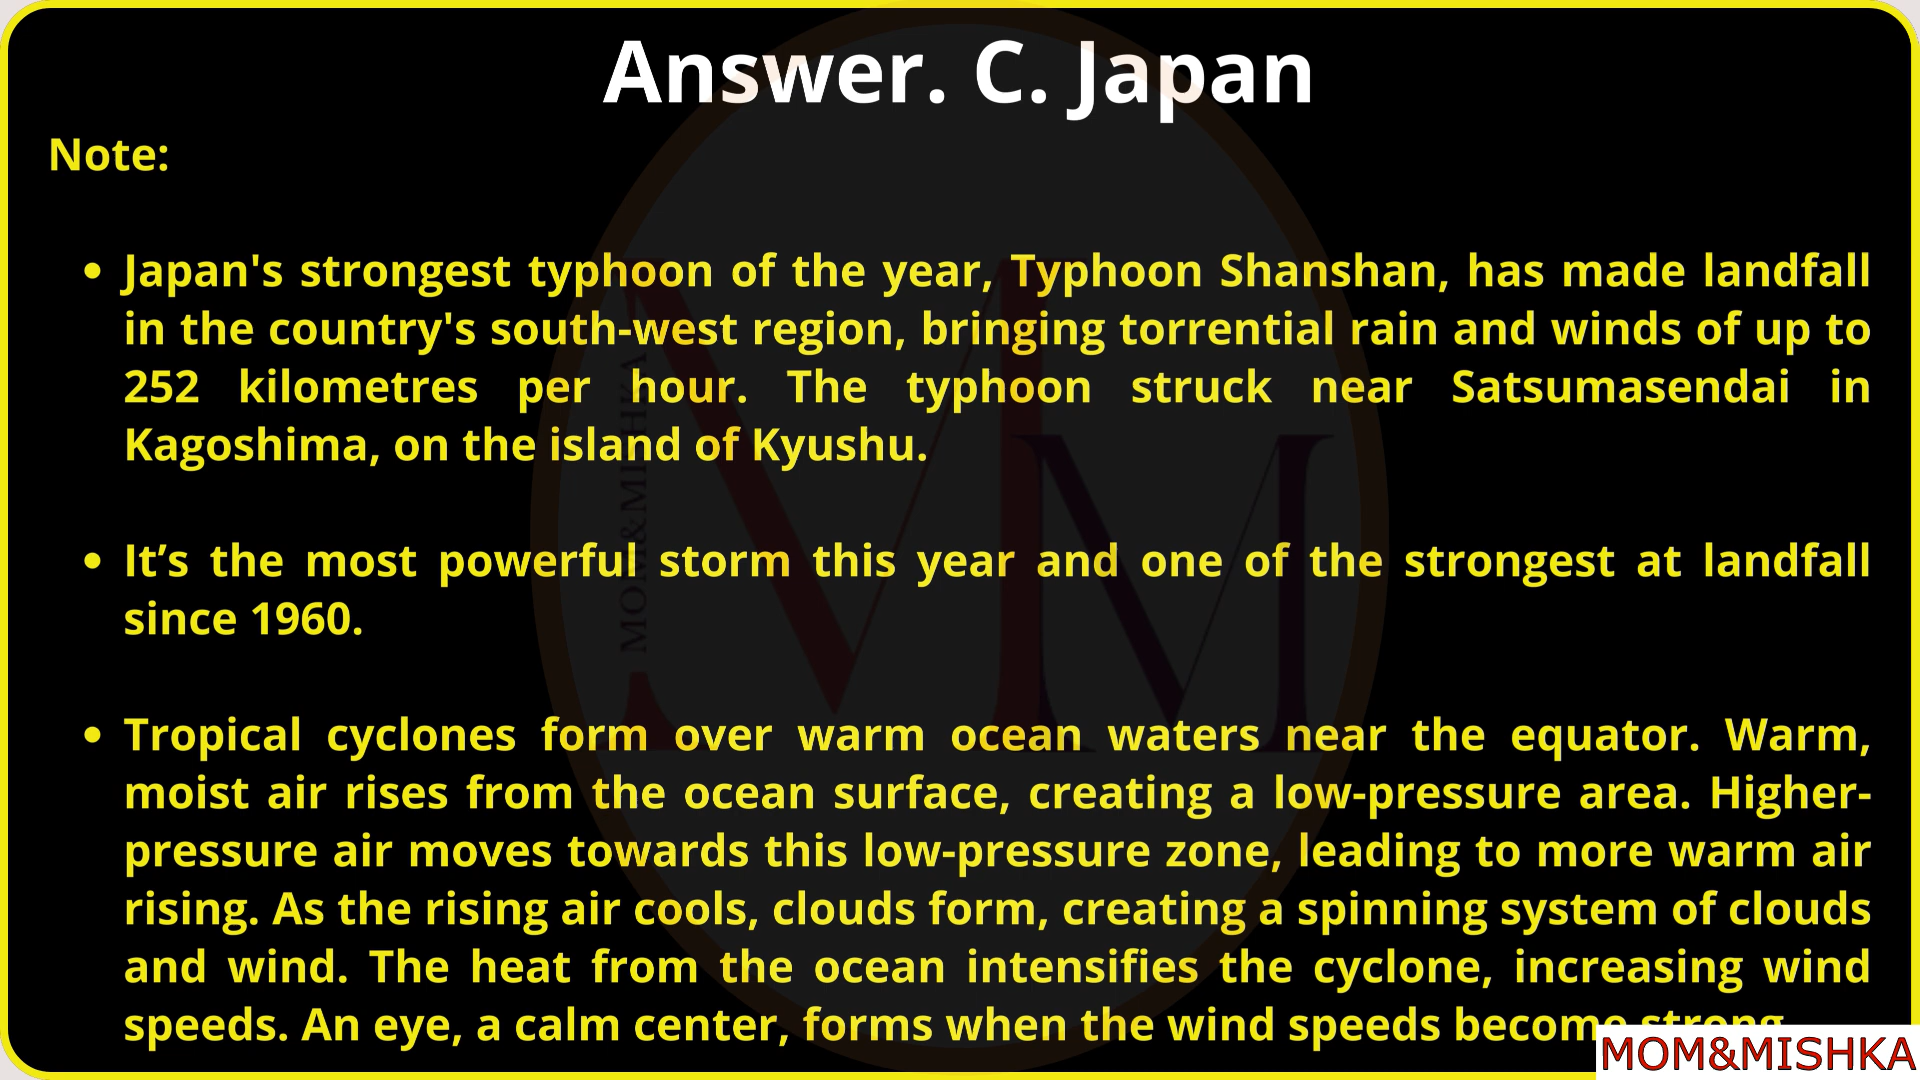 Answer. C. Japan
Note:
• Japan's strongest typhoon of the year, Typhoon Shanshan, has made landfall
in the country's south-west region, bringing torrential rain and winds of up to
252 kilometres per hour. The typhoon struck near Satsumasendai in
Kagoshima, on the island of Kyushu.
• It’s the most powerful storm this year and one of the strongest at landfall
since 1960.
• Tropical cyclones form over warm ocean waters near the equator. Warm,
moist air rises from the ocean surface, creating a low-pressure area. Higher-
pressure air moves towards this low-pressure zone, leading to more warm air
rising. As the rising air cools, clouds form, creating a spinning system of clouds
and wind. The heat from the ocean intensifies the cyclone, increasing wind
speeds. An eye, a calm center, forms when the wind speeds become strong.
MOM&MISHKA
MM
MOM&MISHKA